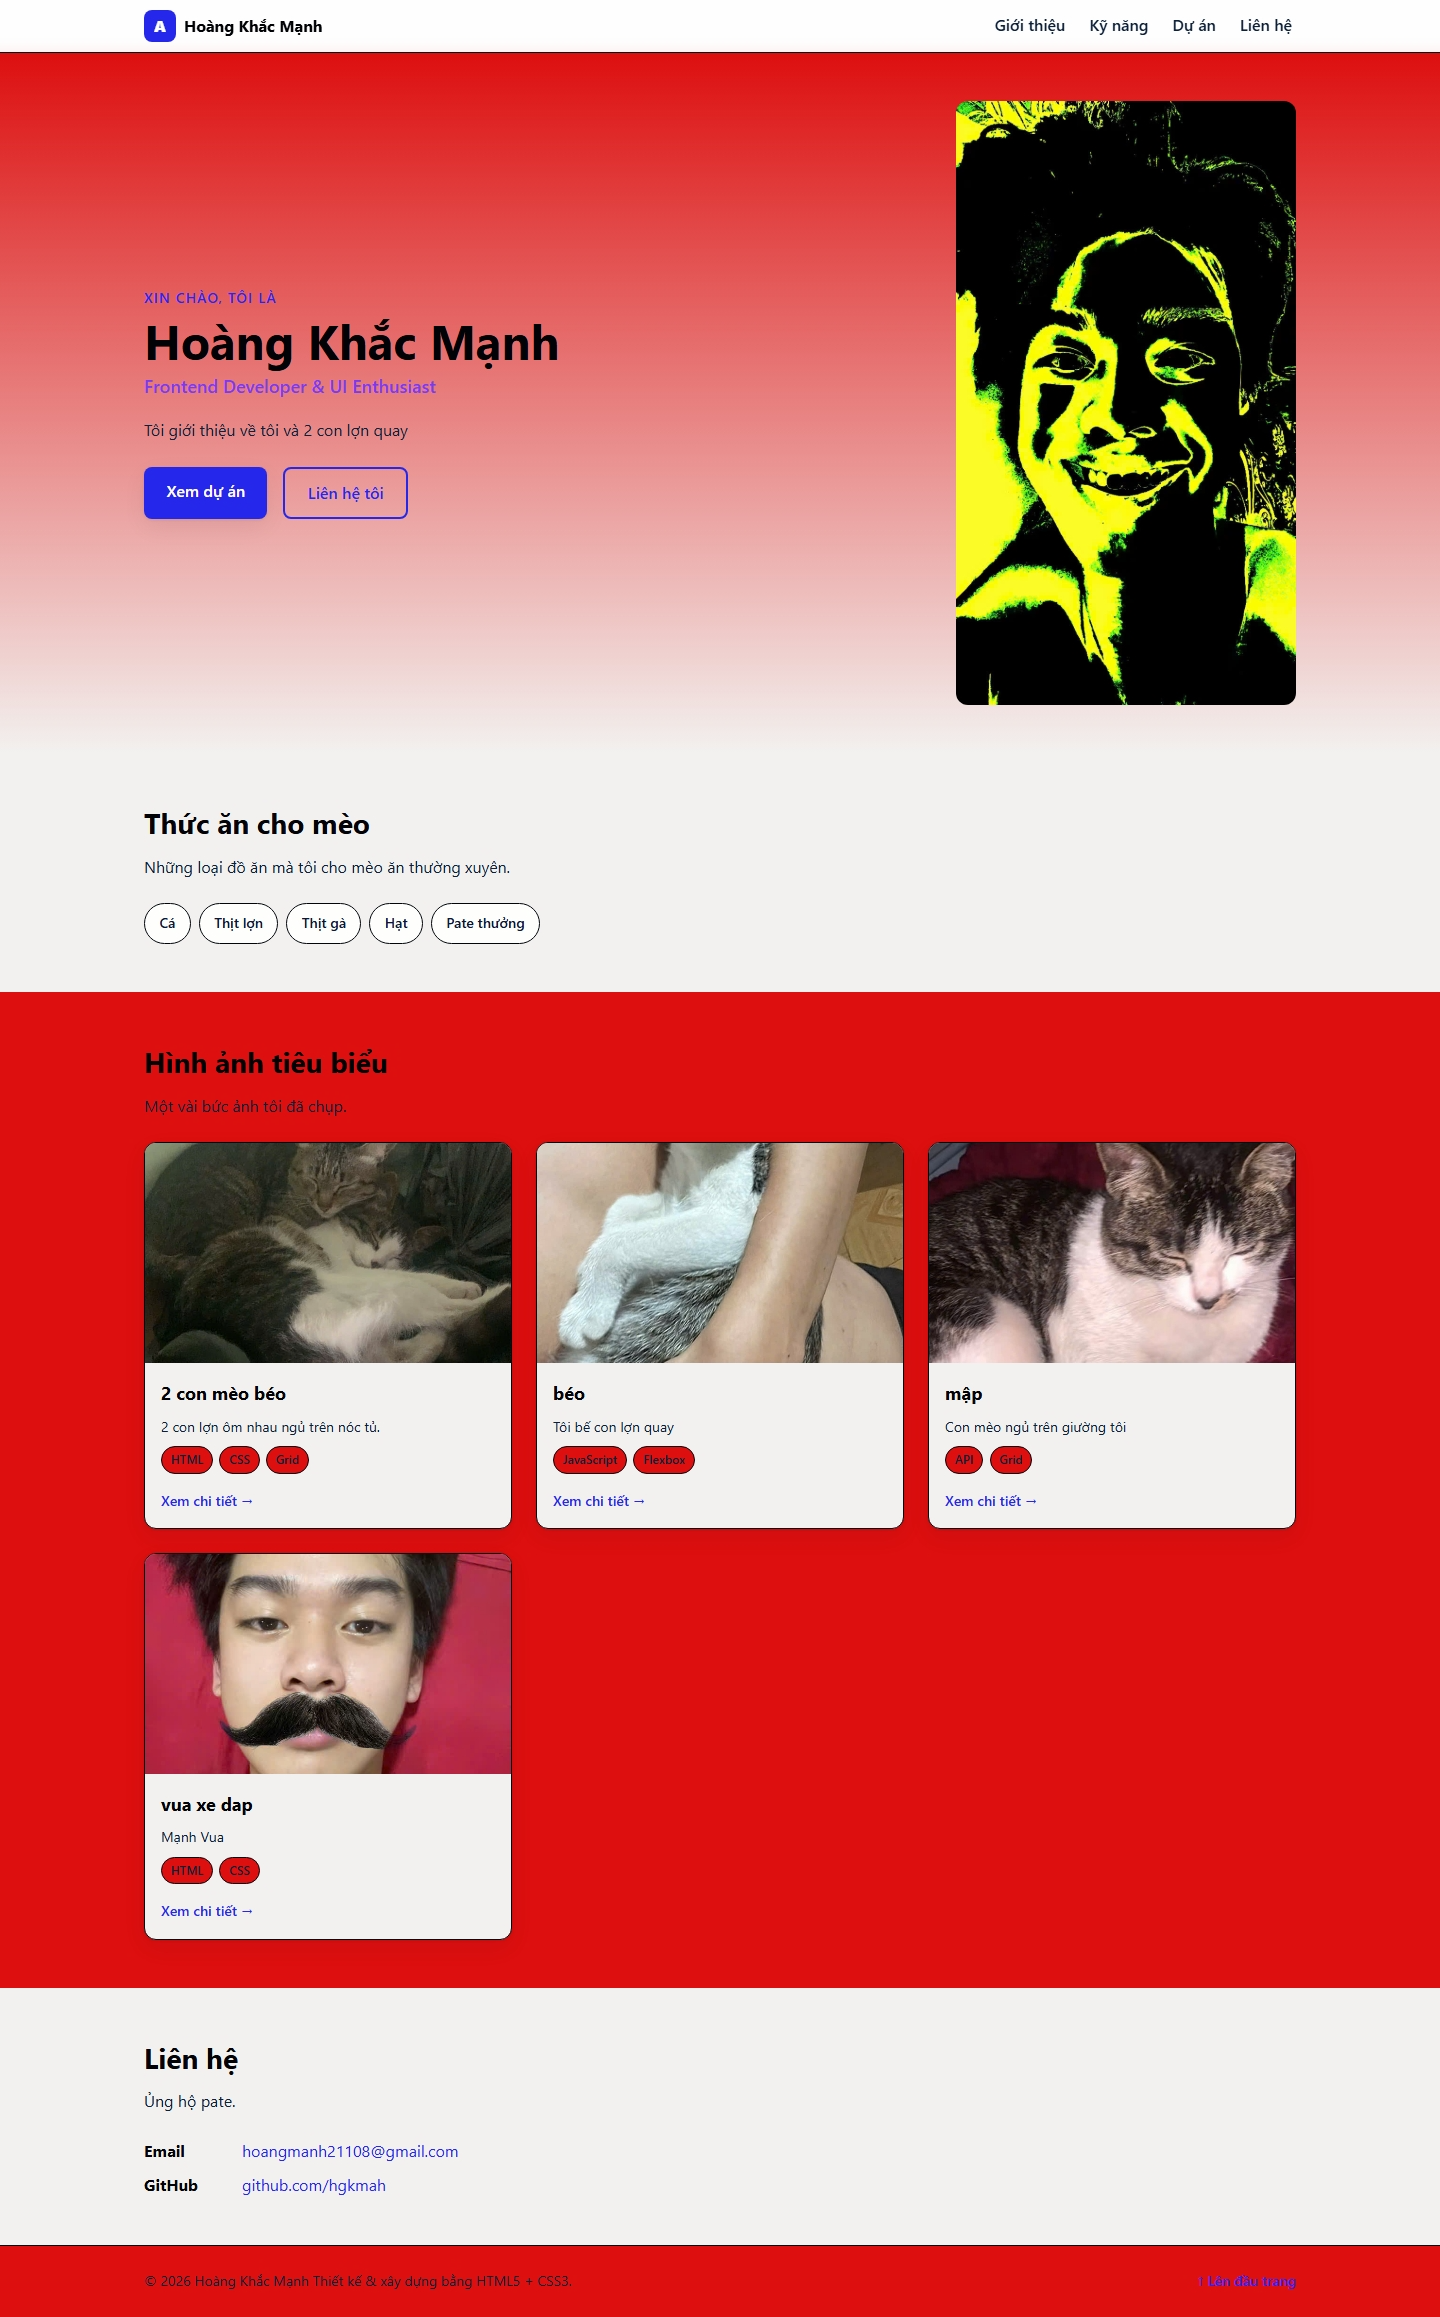 A Hoàng Khắc Mạnh
Giới thiệu Kỹ năng Dự án Liên hệ
XIN CHÀO, TÔI LÀ
Hoàng Khắc Mạnh
Frontend Developer & UI Enthusiast
Tôi giới thiệu về tôi và 2 con lợn quay
Xem dự án Liên hệ tôi
Thức ăn cho mèo
Những loại đồ ăn mà tôi cho mèo ăn thường xuyên.
Cá Thịt lợn Thịt gà Hạt Pate thưởng
Hình ảnh tiêu biểu
Một vài bức ảnh tôi đã chụp.
2 con mèo béo
2 con lợn ôm nhau ngủ trên nóc tủ.
HTML CSS Grid
Xem chi tiết →
béo
Tôi bế con lợn quay
JavaScript Flexbox
Xem chi tiết →
mập
Con mèo ngủ trên giường tôi
API Grid
Xem chi tiết →
vua xe dap
Mạnh Vua
HTML CSS
Xem chi tiết →
Liên hệ
Ủng hộ pate.
Email hoangmanh21108@gmail.com
GitHub github.com/hgkmah
© 2026 Hoàng Khắc Mạnh Thiết kế & xây dựng bằng HTML5 + CSS3.
↑ Lên đầu trang